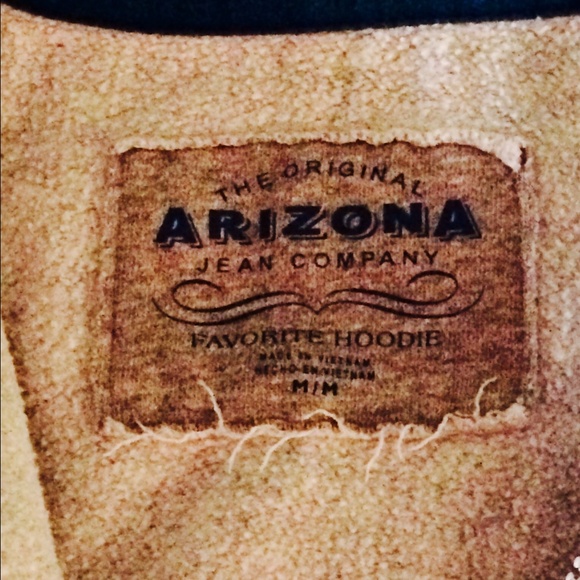 THE ORIGINAL
ARIZONA
JEAN COMPANY
FAVORITE HOODIE
MADE IN VIETNAM
HECHO EN VIETNAM
M/M